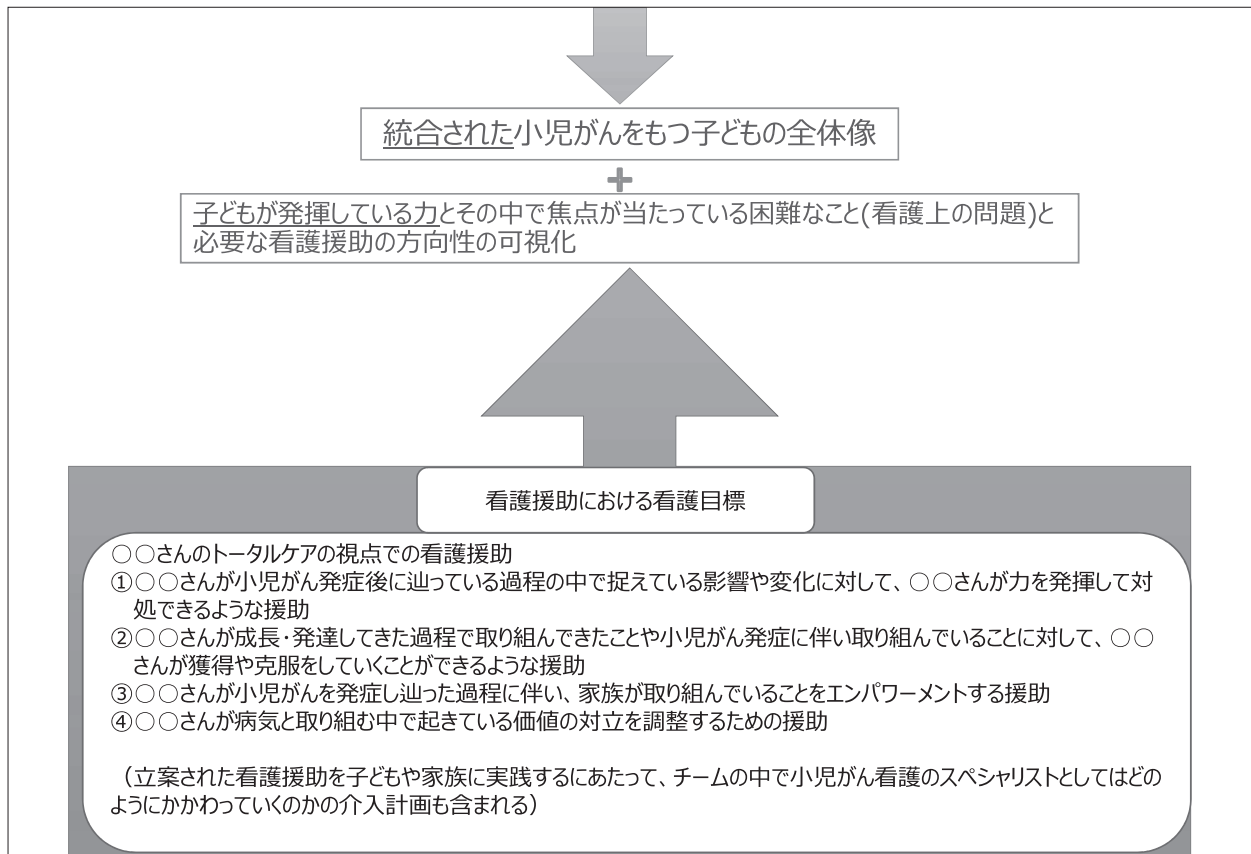 統合された小児がんをもつ子どもの全体像
+
子どもが発揮している力とその中で焦点が当たっている困難なこと(看護上の問題)と
必要な看護援助の方向性の可視化
看護援助における看護目標
○○さんのトータルケアの視点での看護援助
①○○さんが小児がん発症後に辿っている過程の中で捉えている影響や変化に対して、○○さんが力を発揮して対
処できるような援助
②○○さんが成長・発達してきた過程で取り組んできたことや小児がん発症に伴い取り組んでいることに対して、○○
さんが獲得や克服をしていくことができるような援助
③○○さんが小児がんを発症し辿った過程に伴い、家族が取り組んでいることをエンパワーメントする援助
④○○さんが病気と取り組む中で起きている価値の対立を調整するための援助
（立案された看護援助を子どもや家族に実践するにあたって、チームの中で小児がん看護のスペシャリストとしてはどの
ようにかかわっていくのかの介入計画も含まれる）